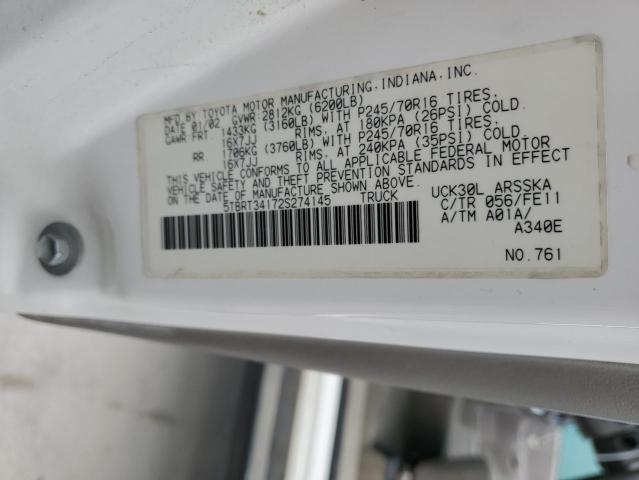 MFD BY: TOYOTA MOTOR MANUFACTURING, INDIANA, INC.
DATE 01/02 GVWR 2812KG (6200LB)
GAWR FRT 1433KG (3160LB) WITH P245/70R16 TIRES,
16X7JJ RIMS, AT 180KPA (26PSI) COLD.
RR. 1706KG (3760LB) WITH P245/70R16 TIRES,
16X7JJ RIMS, AT 240KPA (35PSI) COLD.
THIS VEHICLE CONFORMS TO ALL APPLICABLE FEDERAL MOTOR
VEHICLE SAFETY AND THEFT PREVENTION STANDARDS IN EFFECT
ON THE DATE OF MANUFACTURE SHOWN ABOVE.
5TBRT34172S274145 TRUCK
UCK30L ARSSKA
C/TR 056/FE11
A/TM A01A/
A340E
NO.761